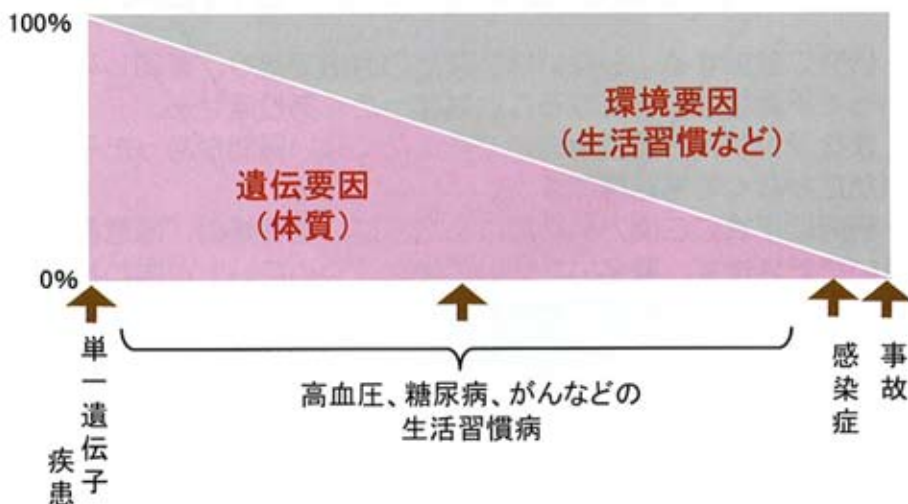 100%
環境要因
（生活習慣など）
遺伝要因
（体質）
0%
単一遺伝子
疾患
高血圧、糖尿病、がんなどの
生活習慣病
感染症
事故